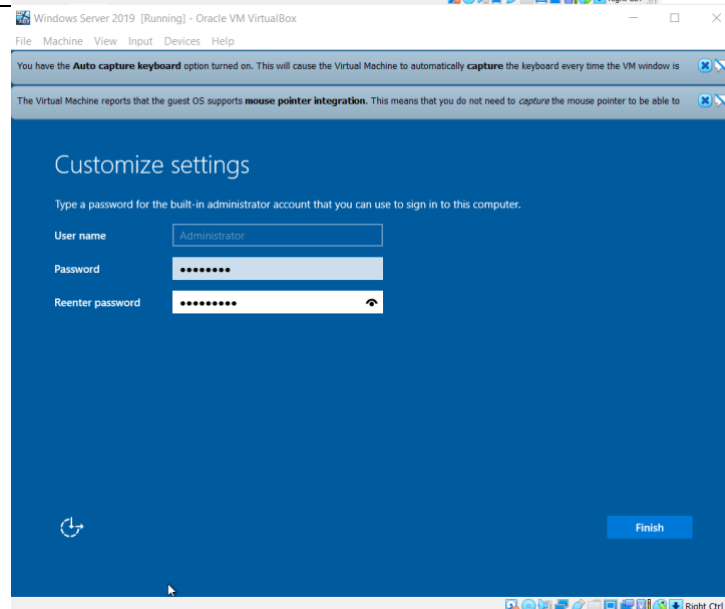 Windows Server 2019 [Running] - Oracle VM VirtualBox
File Machine View Input Devices Help
You have the Auto capture keyboard option turned on. This will cause the Virtual Machine to automatically capture the keyboard every time the VM window is
The Virtual Machine reports that the guest OS supports mouse pointer integration. This means that you do not need to capture the mouse pointer to be able to
Customize settings
Type a password for the built-in administrator account that you can use to sign in to this computer.
User name
Administrator
Password
••••••••
Reenter password
•••••••••
Finish
Right Ctrl